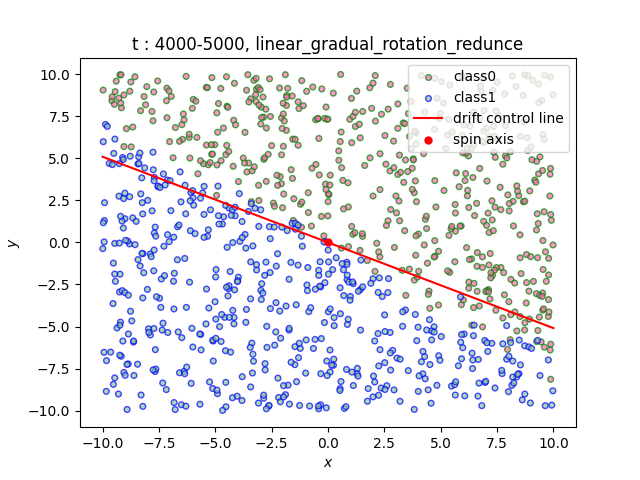 t : 4000-5000, linear_gradual_rotation_redunce
class0
class1
drift control line
spin axis
10.0
7.5
5.0
2.5
0.0
−2.5
−5.0
−7.5
−10.0
y
−10.0 −7.5 −5.0 −2.5 0.0 2.5 5.0 7.5 10.0
x